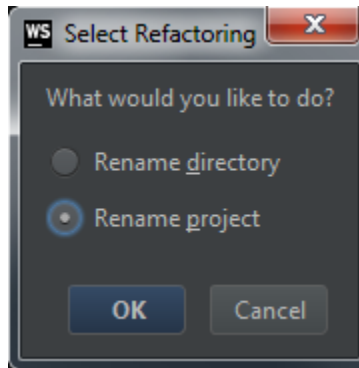 WS Select Refactoring
What would you like to do?
Rename directory
Rename project
OK Cancel